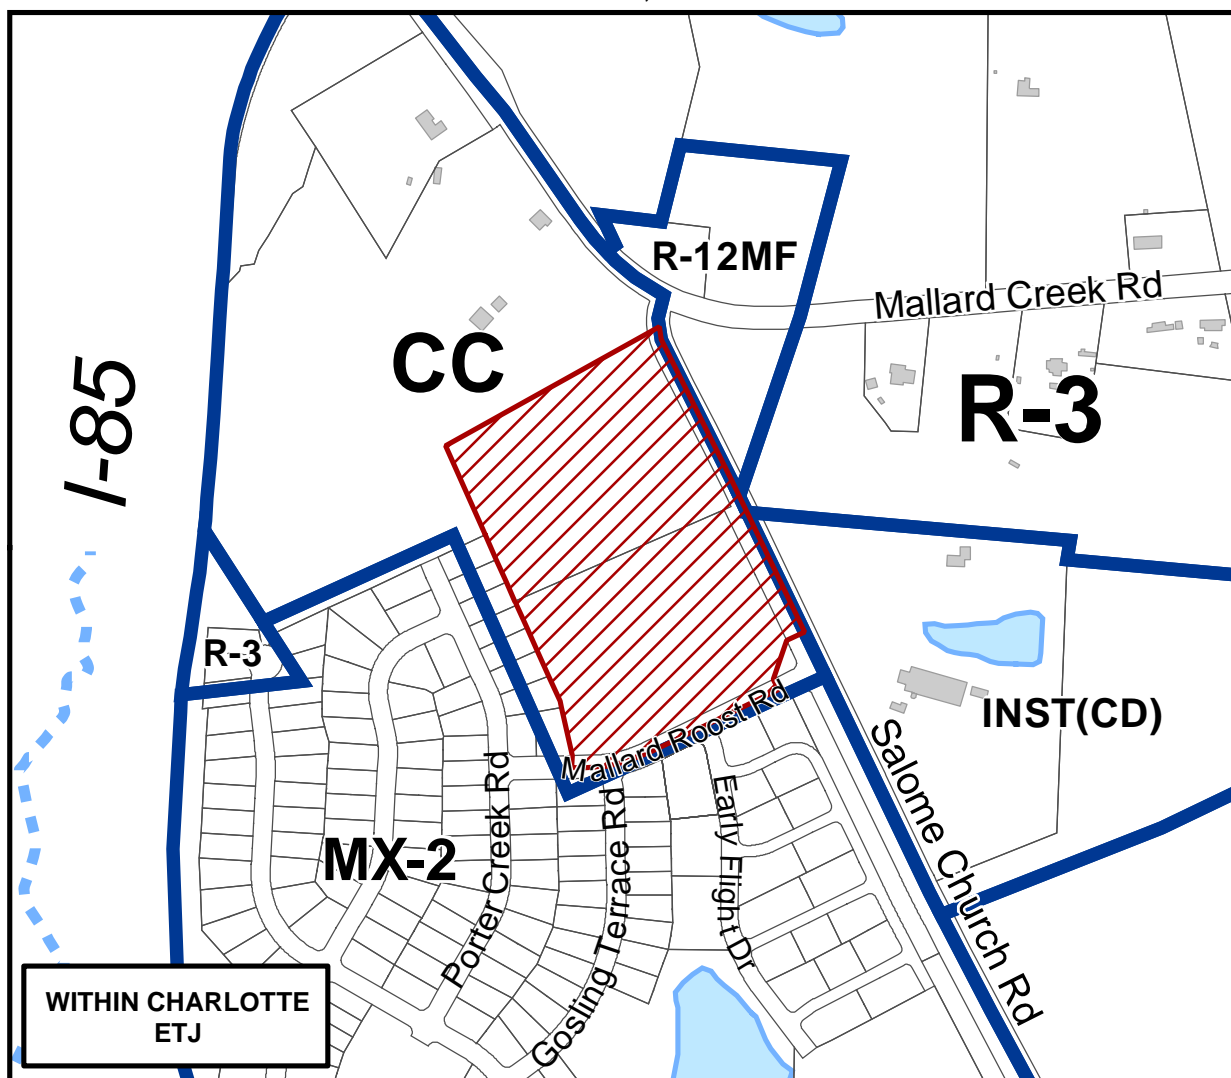 R-12MF
Mallard Creek Rd
CC
I-85
R-3
R-3
INST(CD)
Mallard Roost Rd
Salome Church Rd
Porter Creek Rd
Early Flight Dr
Gosling Terrace Rd
MX-2
WITHIN CHARLOTTE
ETJ